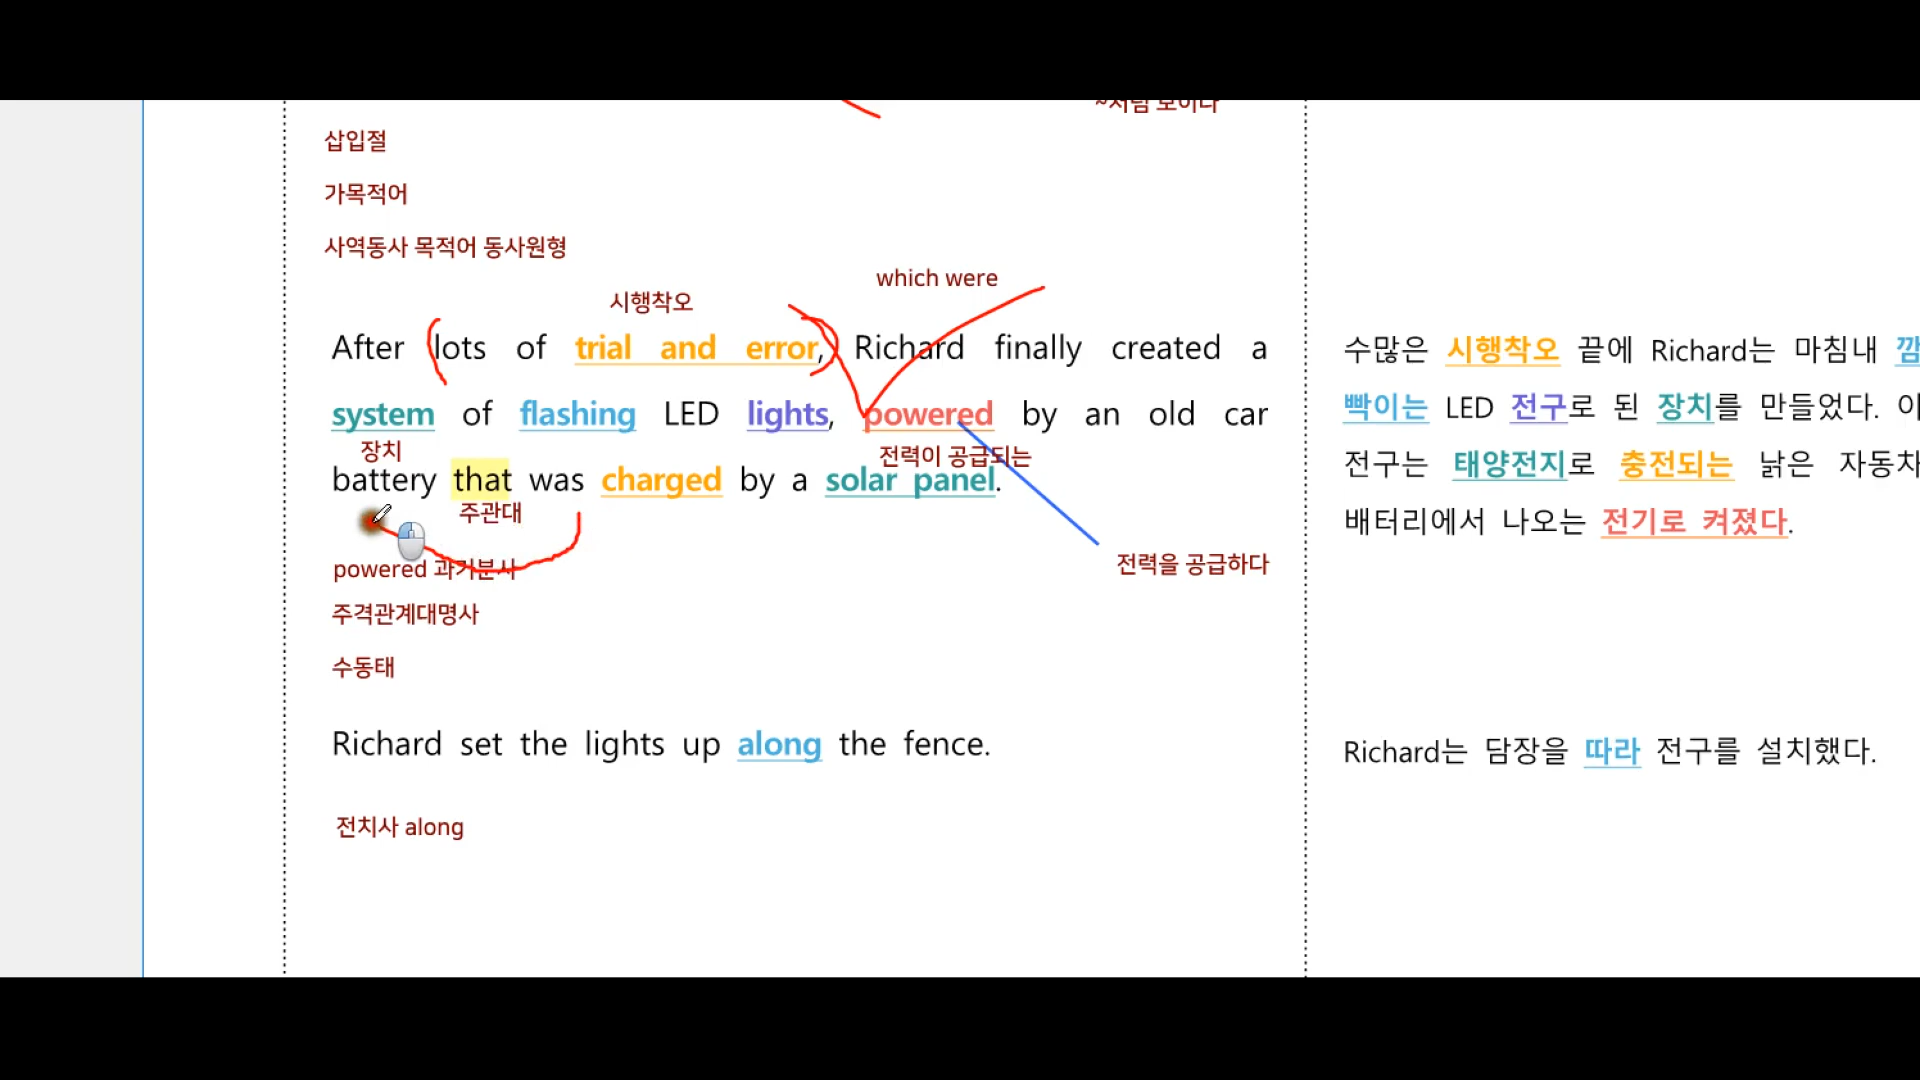 ~처럼 보이다
삽입절
가목적어
사역동사 목적어 동사원형
which were
시행착오
After lots of trial and error, Richard finally created a
system of flashing LED lights, powered by an old car
장치
전력이 공급되는
battery that was charged by a solar panel.
주관대
전력을 공급하다
powered 과거분사
주격관계대명사
수동태
Richard set the lights up along the fence.
전치사 along
수많은 시행착오 끝에 Richard는 마침내 깜
빡이는 LED 전구로 된 장치를 만들었다. 이
전구는 태양전지로 충전되는 낡은 자동차
배터리에서 나오는 전기로 켜졌다.
Richard는 담장을 따라 전구를 설치했다.